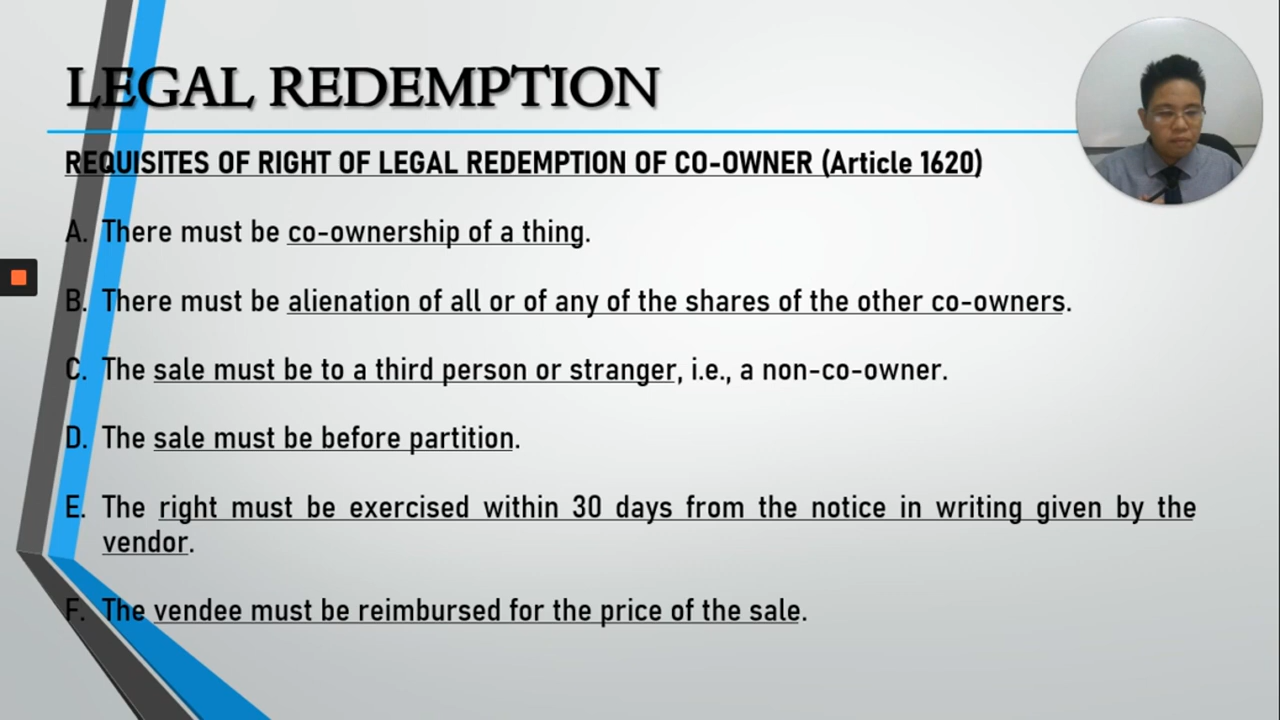 LEGAL REDEMPTION
REQUISITES OF RIGHT OF LEGAL REDEMPTION OF CO-OWNER (Article 1620)
A. There must be co-ownership of a thing.
B. There must be alienation of all or of any of the shares of the other co-owners.
C. The sale must be to a third person or stranger, i.e., a non-co-owner.
D. The sale must be before partition.
E. The right must be exercised within 30 days from the notice in writing given by the
vendor.
F. The vendee must be reimbursed for the price of the sale.